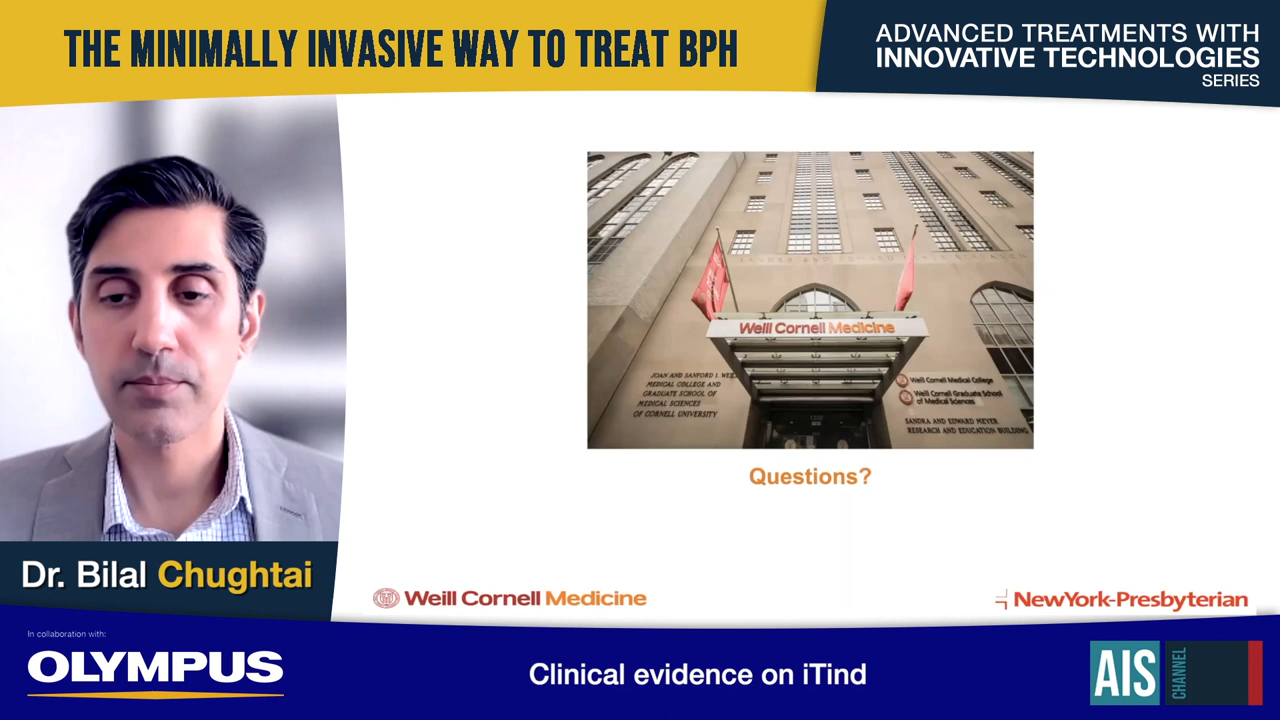 THE MINIMALLY INVASIVE WAY TO TREAT BPH
ADVANCED TREATMENTS WITH
INNOVATIVE TECHNOLOGIES
SERIES
Weill Cornell Medicine
JOAN AND SANFORD I. WEILL
MEDICAL COLLEGE AND
GRADUATE SCHOOL OF
MEDICAL SCIENCES
OF CORNELL UNIVERSITY
Weill Cornell Medical College
Weill Cornell Graduate School
of Medical Sciences
SANDRA AND EDWARD MEYER
RESEARCH AND EDUCATION BUILDING
Questions?
Dr. Bilal Chughtai
Weill Cornell Medicine
NewYork-Presbyterian
In collaboration with:
OLYMPUS
Clinical evidence on iTind
AIS
CHANNEL